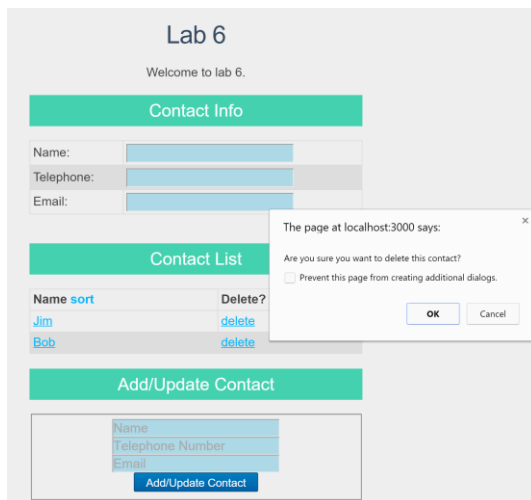 Lab 6
Welcome to lab 6.
Contact Info
Name:
Telephone:
Email:
The page at localhost:3000 says:
×
Are you sure you want to delete this contact?
Prevent this page from creating additional dialogs.
OK Cancel
Contact List
Name sort Delete?
Jim delete
Bob delete
Add/Update Contact
Name
Telephone Number
Email
Add/Update Contact